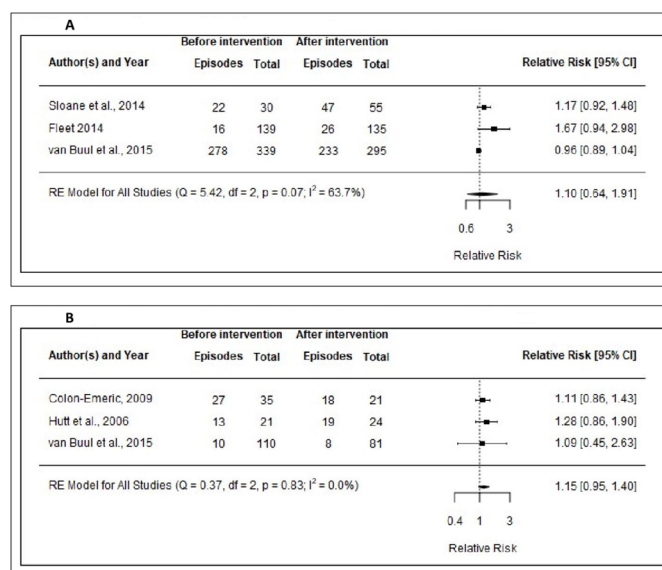 A
Before intervention After intervention
Author(s) and Year Episodes Total Episodes Total Relative Risk [95% CI]
Sloane et al., 2014 22 30 47 55 1.17 [0.92, 1.48]
Fleet 2014 16 139 26 135 1.67 [0.94, 2.98]
van Buul et al., 2015 278 339 233 295 0.96 [0.89, 1.04]
RE Model for All Studies (Q = 5.42, df = 2, p = 0.07; I² = 63.7%) 1.10 [0.64, 1.91]
0.6 3
Relative Risk
B
Before intervention After intervention
Author(s) and Year Episodes Total Episodes Total Relative Risk [95% CI]
Colon-Emeric, 2009 27 35 18 21 1.11 [0.86, 1.43]
Hutt et al., 2006 13 21 19 24 1.28 [0.86, 1.90]
van Buul et al., 2015 10 110 8 81 1.09 [0.45, 2.63]
RE Model for All Studies (Q = 0.37, df = 2, p = 0.83; I² = 0.0%) 1.15 [0.95, 1.40]
0.4 1 3
Relative Risk